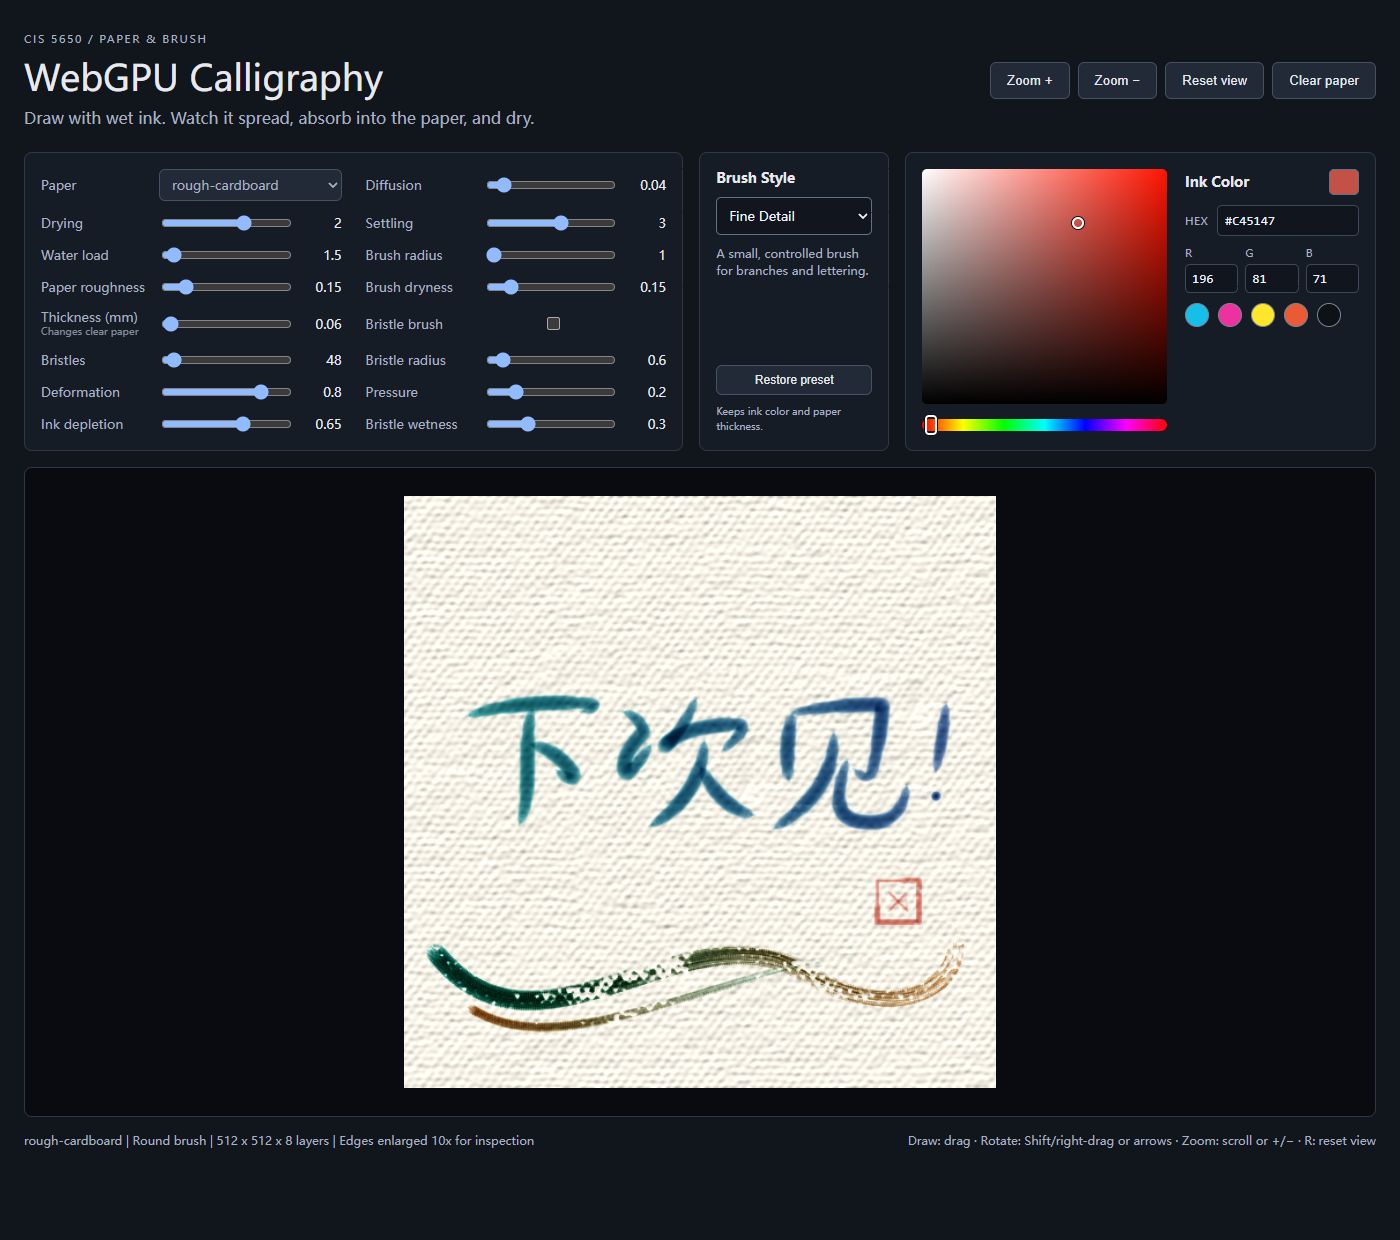 CIS 5650 / PAPER & BRUSH
WebGPU Calligraphy
Draw with wet ink. Watch it spread, absorb into the paper, and dry.
Zoom + Zoom − Reset view Clear paper
Paper rough-cardboard Diffusion 0.04
Drying 2 Settling 3
Water load 1.5 Brush radius 1
Paper roughness 0.15 Brush dryness 0.15
Thickness (mm) 0.06 Bristle brush
Changes clear paper
Bristles 48 Bristle radius 0.6
Deformation 0.8 Pressure 0.2
Ink depletion 0.65 Bristle wetness 0.3
Brush Style
Fine Detail
A small, controlled brush
for branches and lettering.
Restore preset
Keeps ink color and paper
thickness.
Ink Color
HEX #C45147
R G B
196 81 71
下次见!
rough-cardboard | Round brush | 512 x 512 x 8 layers | Edges enlarged 10x for inspection
Draw: drag · Rotate: Shift/right-drag or arrows · Zoom: scroll or +/− · R: reset view